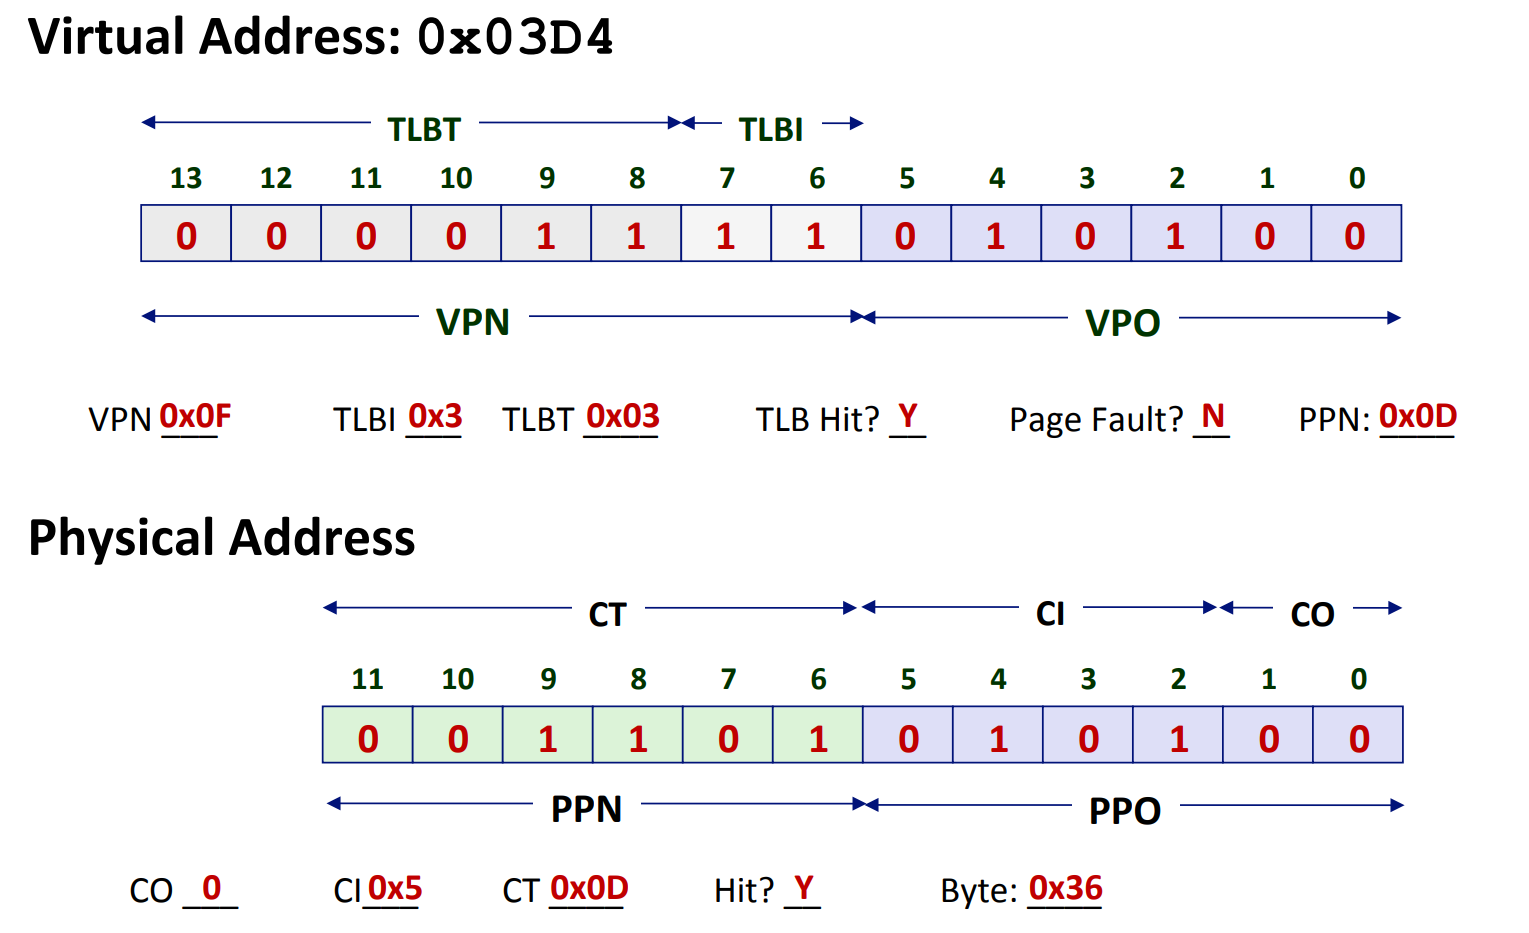 Virtual Address: 0x03D4
TLBT TLBI
13 12 11 10 9 8 7 6 5 4 3 2 1 0
0 0 0 0 1 1 1 1 0 1 0 1 0 0
VPN VPO
VPN 0x0F TLBI 0x3 TLBT 0x03 TLB Hit? Y Page Fault? N PPN: 0x0D
Physical Address
CT CI CO
11 10 9 8 7 6 5 4 3 2 1 0
0 0 1 1 0 1 0 1 0 1 0 0
PPN PPO
CO 0 CI 0x5 CT 0x0D Hit? Y Byte: 0x36